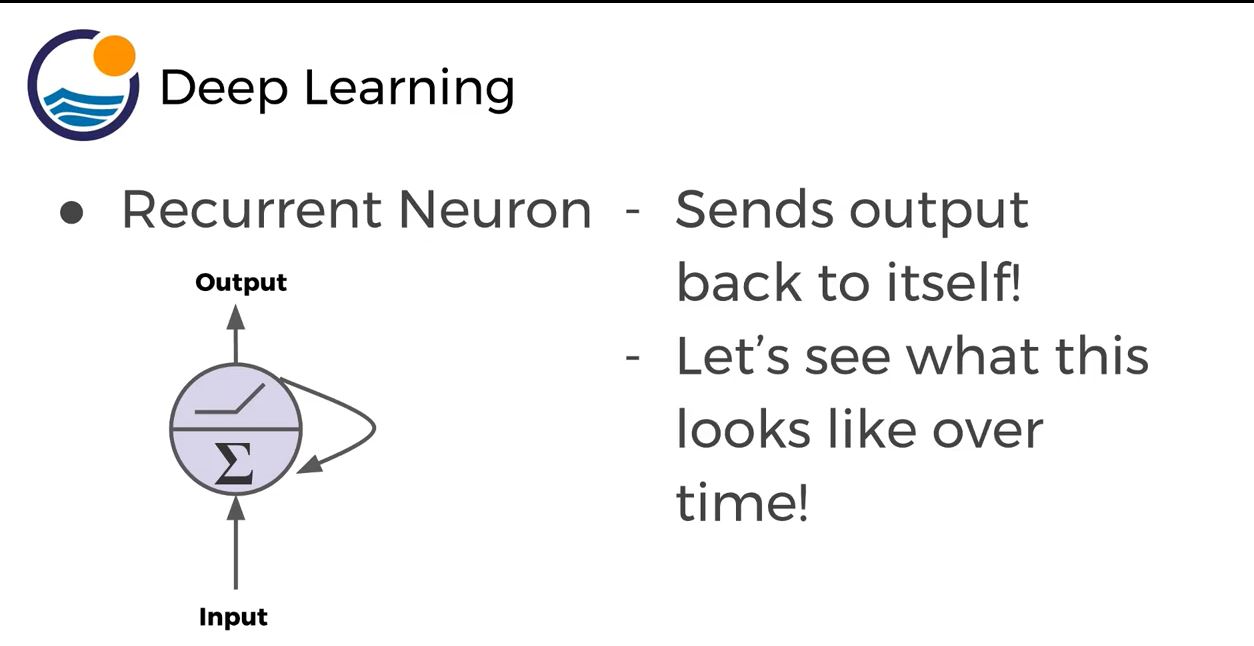 Deep Learning
● Recurrent Neuron
- Sends output
back to itself!
- Let’s see what this
looks like over
time!
Output
Σ
Input